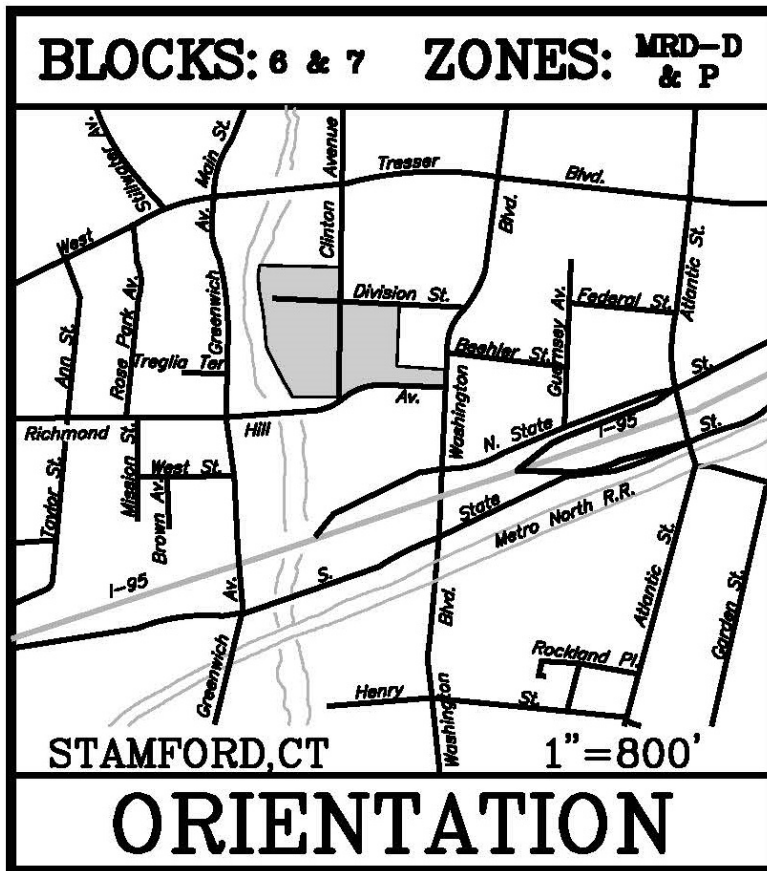 BLOCKS: 6 & 7 ZONES: MRD-D
& P
Stillwater Av.
Main St.
Avenue
Tresser
Blvd.
West
Av.
Clinton
Blvd.
Atlantic St.
Ann St.
Rose Park Av.
Greenwich
Division St.
Guernsey Av.
Federal St.
Treglia Ter
Baehler St.
St.
Richmond
Hill
Av.
Washington
N. State
I-95
St.
Taylor St.
Mission St.
West St.
Brown Av.
State
Metro North R.R.
I-95
Av.
S.
Blvd.
Atlantic St.
Garden St.
Greenwich
Rockland Pl.
Henry
St.
Washington
STAMFORD, CT 1"=800'
ORIENTATION